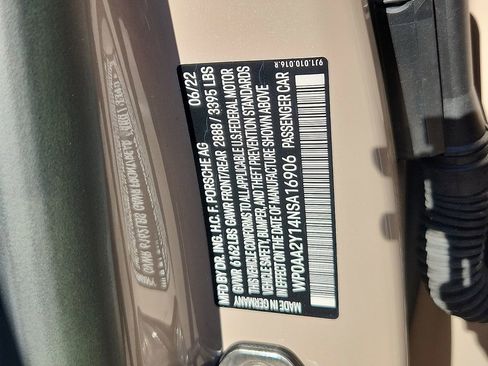 MFD BY DR. ING. H.C. F. PORSCHE AG 06/22
GVWR 6162 LBS GAWR FRONT/REAR 2888/ 3395 LBS
THIS VEHICLE CONFORMS TO ALL APPLICABLE U.S. FEDERAL MOTOR
VEHICLE SAFETY, BUMPER, AND THEFT PREVENTION STANDARDS
IN EFFECT ON THE DATE OF MANUFACTURE SHOWN ABOVE
WP0AA2Y14NSA16906 PASSENGER CAR
MADE IN GERMANY
9J1.010.016.R